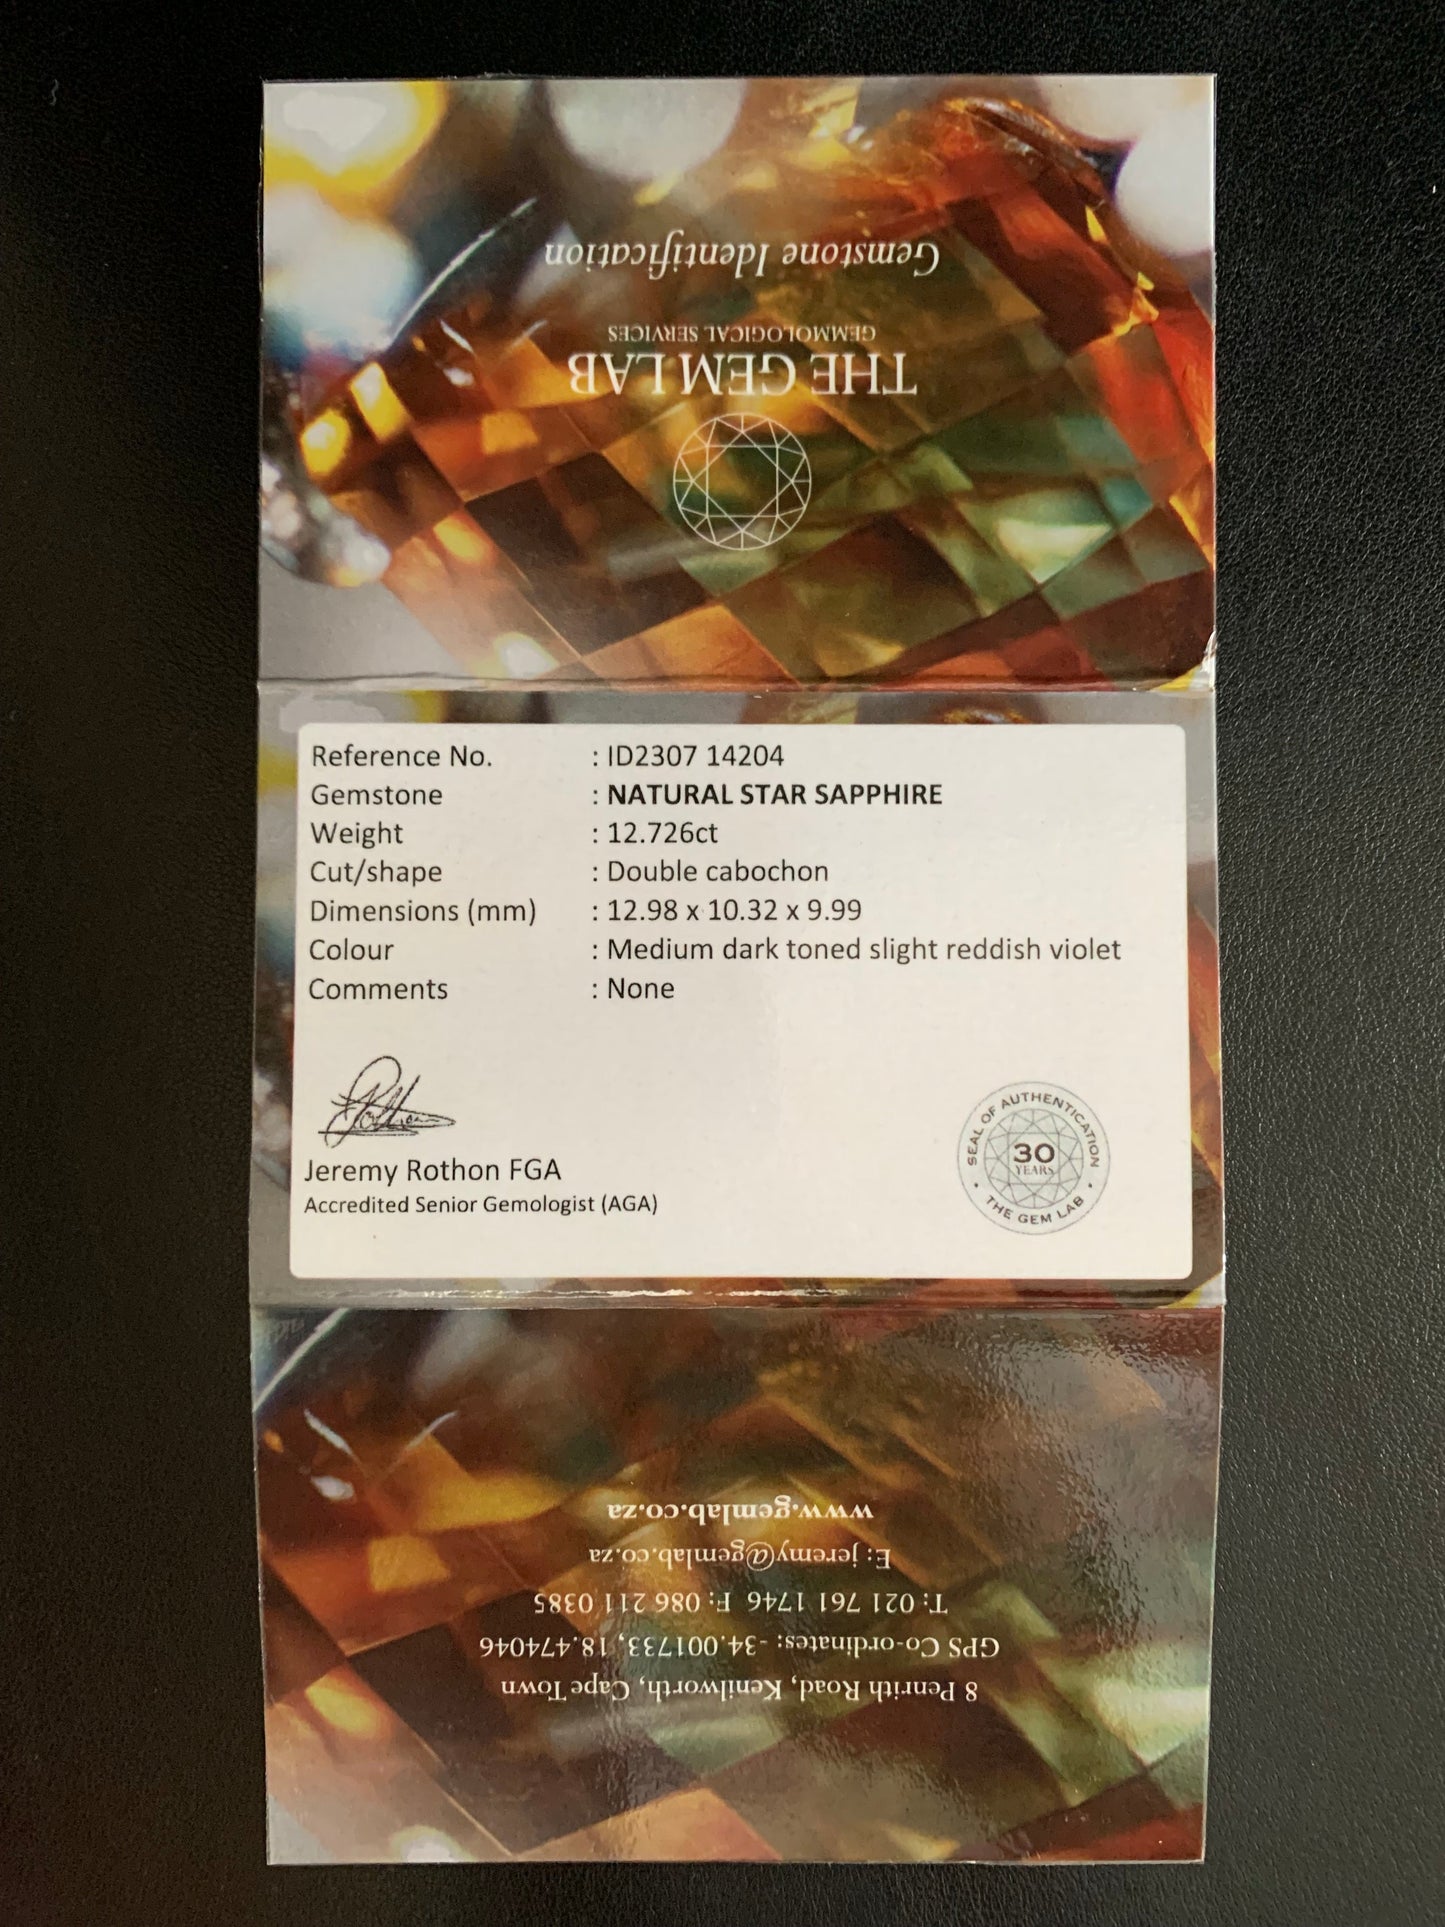 Gemstone Identification
GEMMOLOGICAL SERVICES
THE GEM LAB
Reference No. : ID2307 14204
Gemstone : NATURAL STAR SAPPHIRE
Weight : 12.726ct
Cut/shape : Double cabochon
Dimensions (mm) : 12.98 x 10.32 x 9.99
Colour : Medium dark toned slight reddish violet
Comments : None
Jeremy Rothon FGA
Accredited Senior Gemologist (AGA)
SEAL OF AUTHENTICATION
30
YEARS
• THE GEM LAB •
www.gemlab.co.za
E: jeremy@gemlab.co.za
T: 021 761 1746 F: 086 211 0385
GPS Co-ordinates: -34.001733, 18.474046
8 Penrith Road, Kenilworth, Cape Town